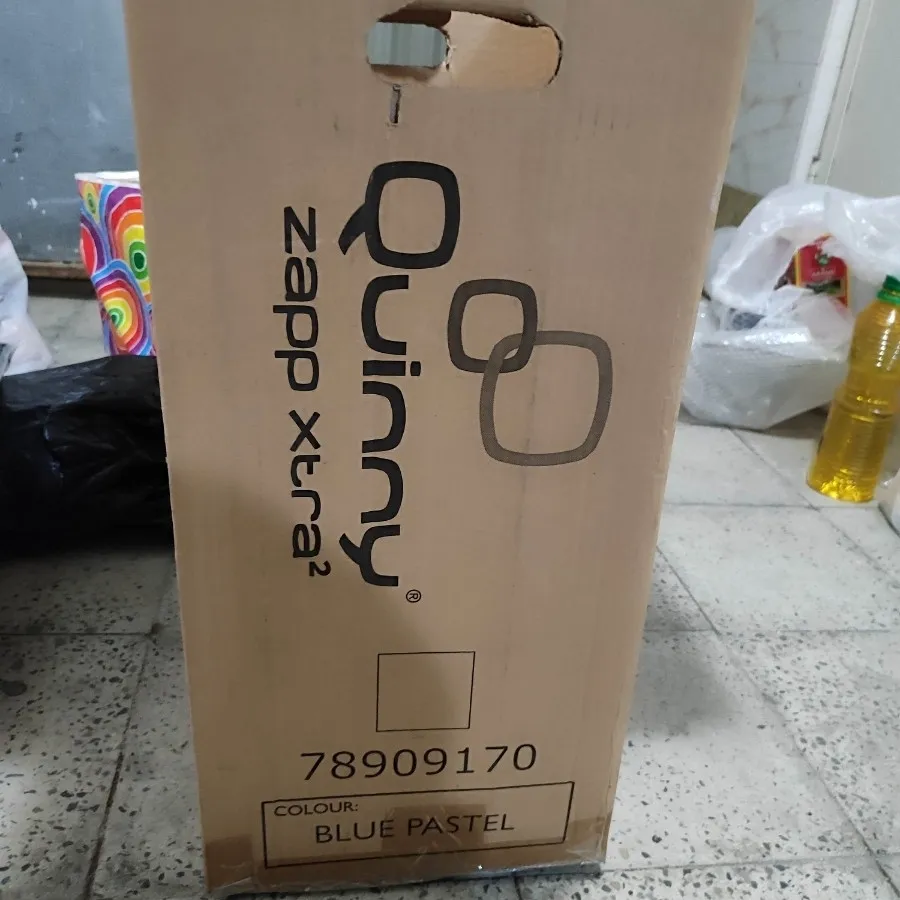 Quinny®
zapp xtra²
78909170
COLOUR:
BLUE PASTEL